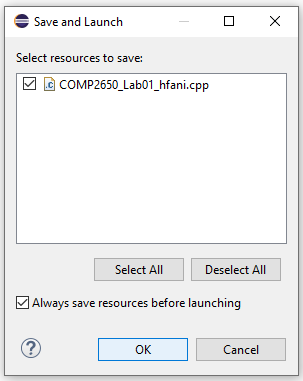 Save and Launch
Select resources to save:
.c COMP2650_Lab01_hfani.cpp
Select All Deselect All
Always save resources before launching
? OK Cancel